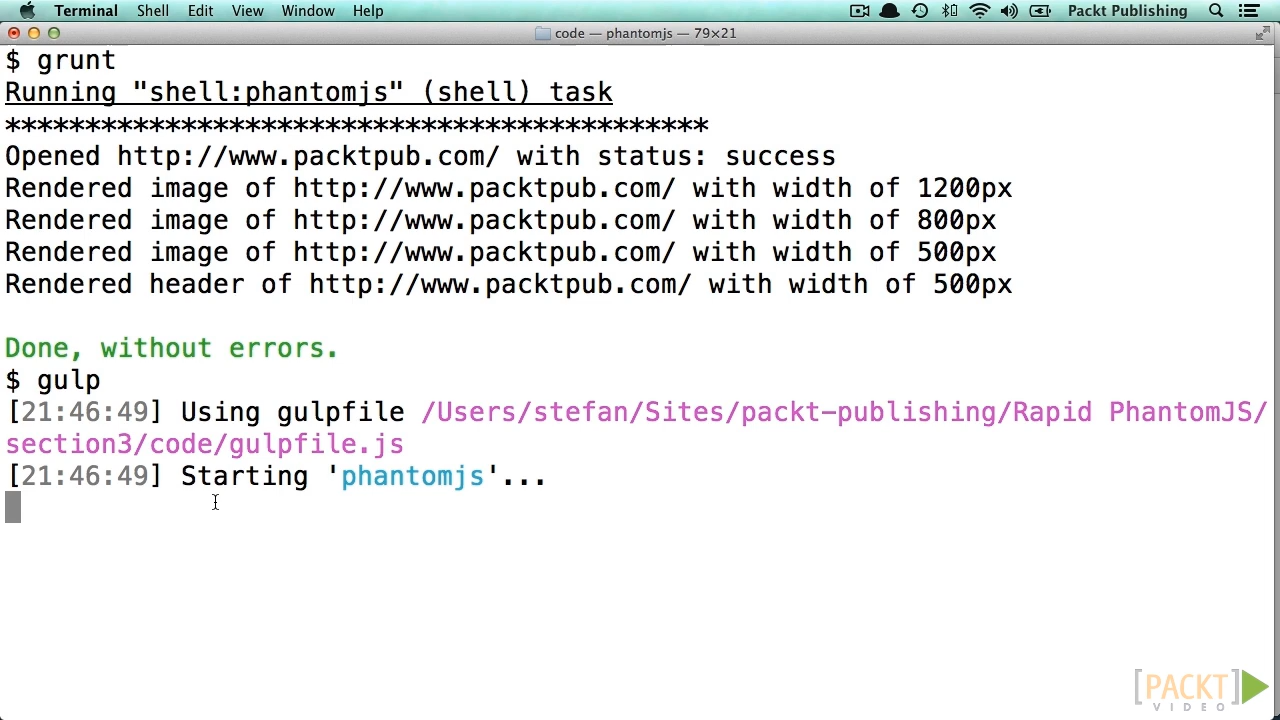 Terminal Shell Edit View Window Help Packt Publishing
code — phantomjs — 79×21
$ grunt
Running "shell:phantomjs" (shell) task
********************************************
Opened http://www.packtpub.com/ with status: success
Rendered image of http://www.packtpub.com/ with width of 1200px
Rendered image of http://www.packtpub.com/ with width of 800px
Rendered image of http://www.packtpub.com/ with width of 500px
Rendered header of http://www.packtpub.com/ with width of 500px
Done, without errors.
$ gulp
[21:46:49] Using gulpfile /Users/stefan/Sites/packt-publishing/Rapid PhantomJS/
section3/code/gulpfile.js
[21:46:49] Starting 'phantomjs'...
[PACKT]
VIDEO